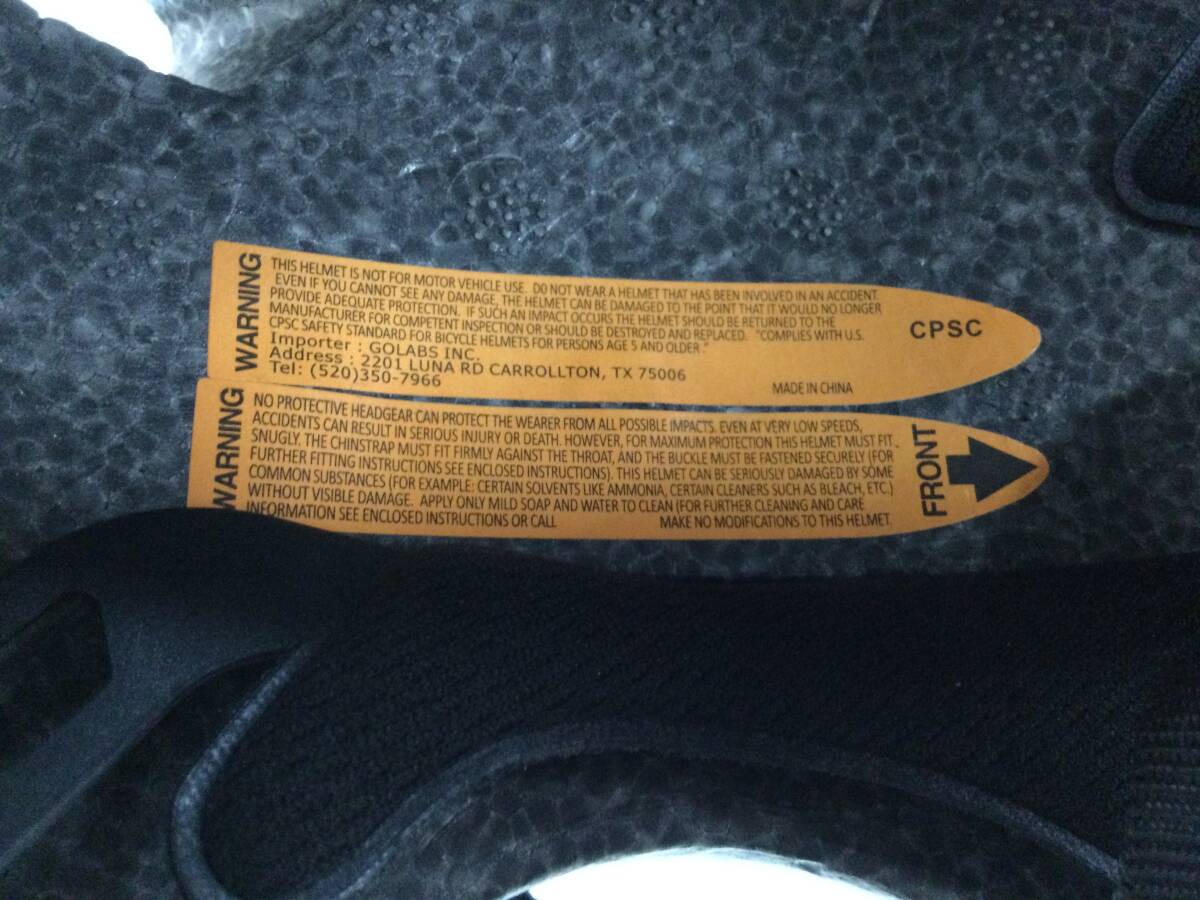 WARNING
THIS HELMET IS NOT FOR MOTOR VEHICLE USE. DO NOT WEAR A HELMET THAT HAS BEEN INVOLVED IN AN ACCIDENT.
EVEN IF YOU CANNOT SEE ANY DAMAGE, THE HELMET CAN BE DAMAGED TO THE POINT THAT IT WOULD NO LONGER
PROVIDE ADEQUATE PROTECTION. IF SUCH AN IMPACT OCCURS THE HELMET SHOULD BE RETURNED TO THE
MANUFACTURER FOR COMPETENT INSPECTION OR SHOULD BE DESTROYED AND REPLACED. "COMPLIES WITH U.S.
CPSC SAFETY STANDARD FOR BICYCLE HELMETS FOR PERSONS AGE 5 AND OLDER."
Importer : GOLABS INC.
Address : 2201 LUNA RD CARROLLTON, TX 75006
Tel: (520)350-7966
MADE IN CHINA
CPSC
WARNING
NO PROTECTIVE HEADGEAR CAN PROTECT THE WEARER FROM ALL POSSIBLE IMPACTS. EVEN AT VERY LOW SPEEDS,
ACCIDENTS CAN RESULT IN SERIOUS INJURY OR DEATH. HOWEVER, FOR MAXIMUM PROTECTION THIS HELMET MUST FIT
SNUGLY. THE CHINSTRAP MUST FIT FIRMLY AGAINST THE THROAT, AND THE BUCKLE MUST BE FASTENED SECURELY (FOR
FURTHER FITTING INSTRUCTIONS SEE ENCLOSED INSTRUCTIONS). THIS HELMET CAN BE SERIOUSLY DAMAGED BY SOME
COMMON SUBSTANCES (FOR EXAMPLE: CERTAIN SOLVENTS LIKE AMMONIA, CERTAIN CLEANERS SUCH AS BLEACH, ETC.)
WITHOUT VISIBLE DAMAGE. APPLY ONLY MILD SOAP AND WATER TO CLEAN (FOR FURTHER CLEANING AND CARE
INFORMATION SEE ENCLOSED INSTRUCTIONS OR CALL MAKE NO MODIFICATIONS TO THIS HELMET.
FRONT